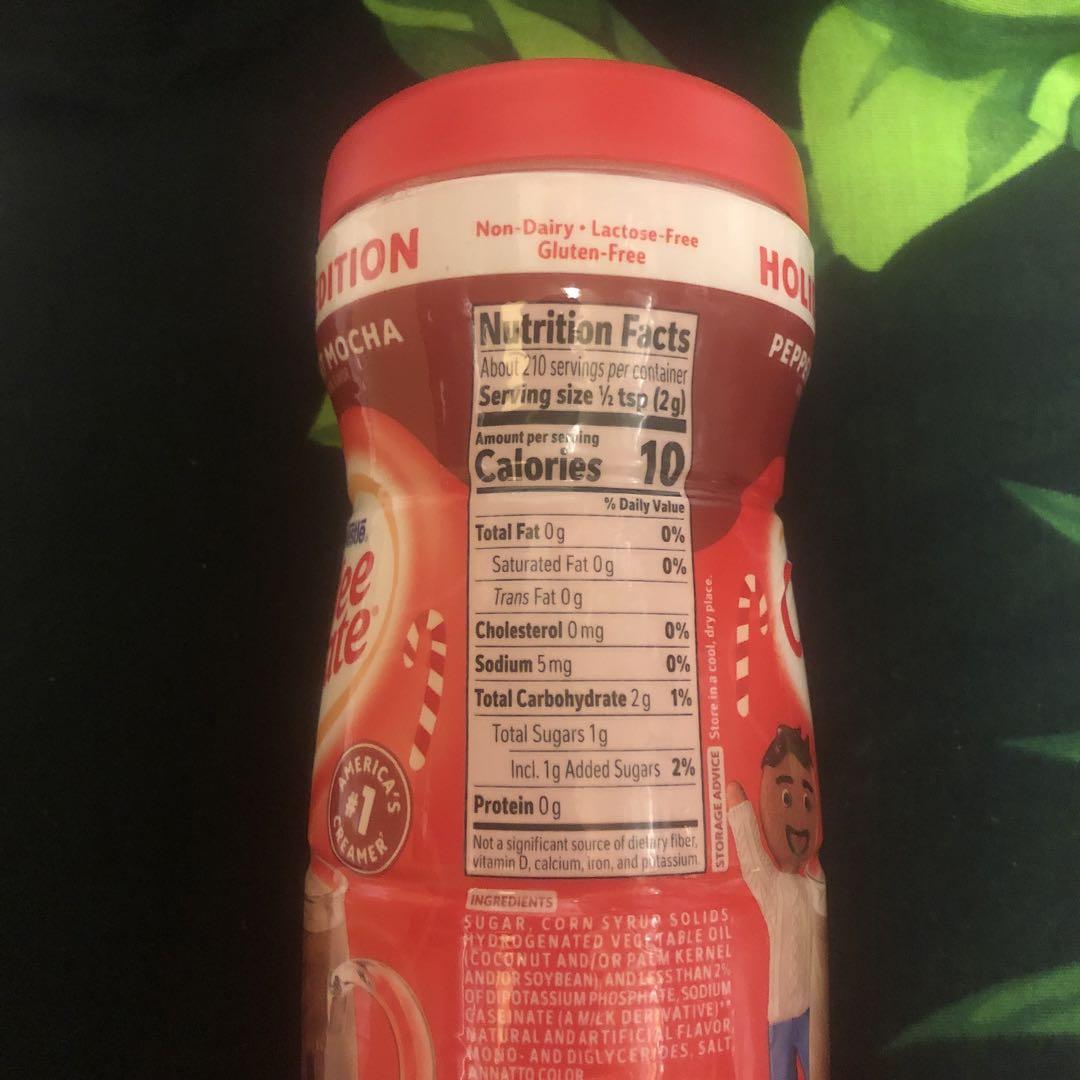 Non-Dairy • Lactose-Free
Gluten-Free
DITION
HOLI
MOCHA
PEPP
Nutrition Facts
About 210 servings per container
Serving size ½ tsp (2g)
Amount per serving
Calories 10
% Daily Value
Total Fat 0g 0%
Saturated Fat 0g 0%
Trans Fat 0g
Cholesterol 0mg 0%
Sodium 5mg 0%
Total Carbohydrate 2g 1%
Total Sugars 1g
Incl. 1g Added Sugars 2%
Protein 0g
Not a significant source of dietary fiber,
vitamin D, calcium, iron, and potassium.
STORAGE ADVICE Store in a cool, dry place.
estlé
ee
ate®
AMERICA'S
#1
CREAMER
INGREDIENTS
SUGAR, CORN SYRUP SOLIDS,
HYDROGENATED VEGETABLE OIL
(COCONUT AND/OR PALM KERNEL
AND/OR SOYBEAN), AND LESS THAN 2%
OF DIPOTASSIUM PHOSPHATE, SODIUM
CASEINATE (A MILK DERIVATIVE)**
NATURAL AND ARTIFICIAL FLAVOR,
MONO- AND DIGLYCERIDES, SALT,
ANNATTO COLOR